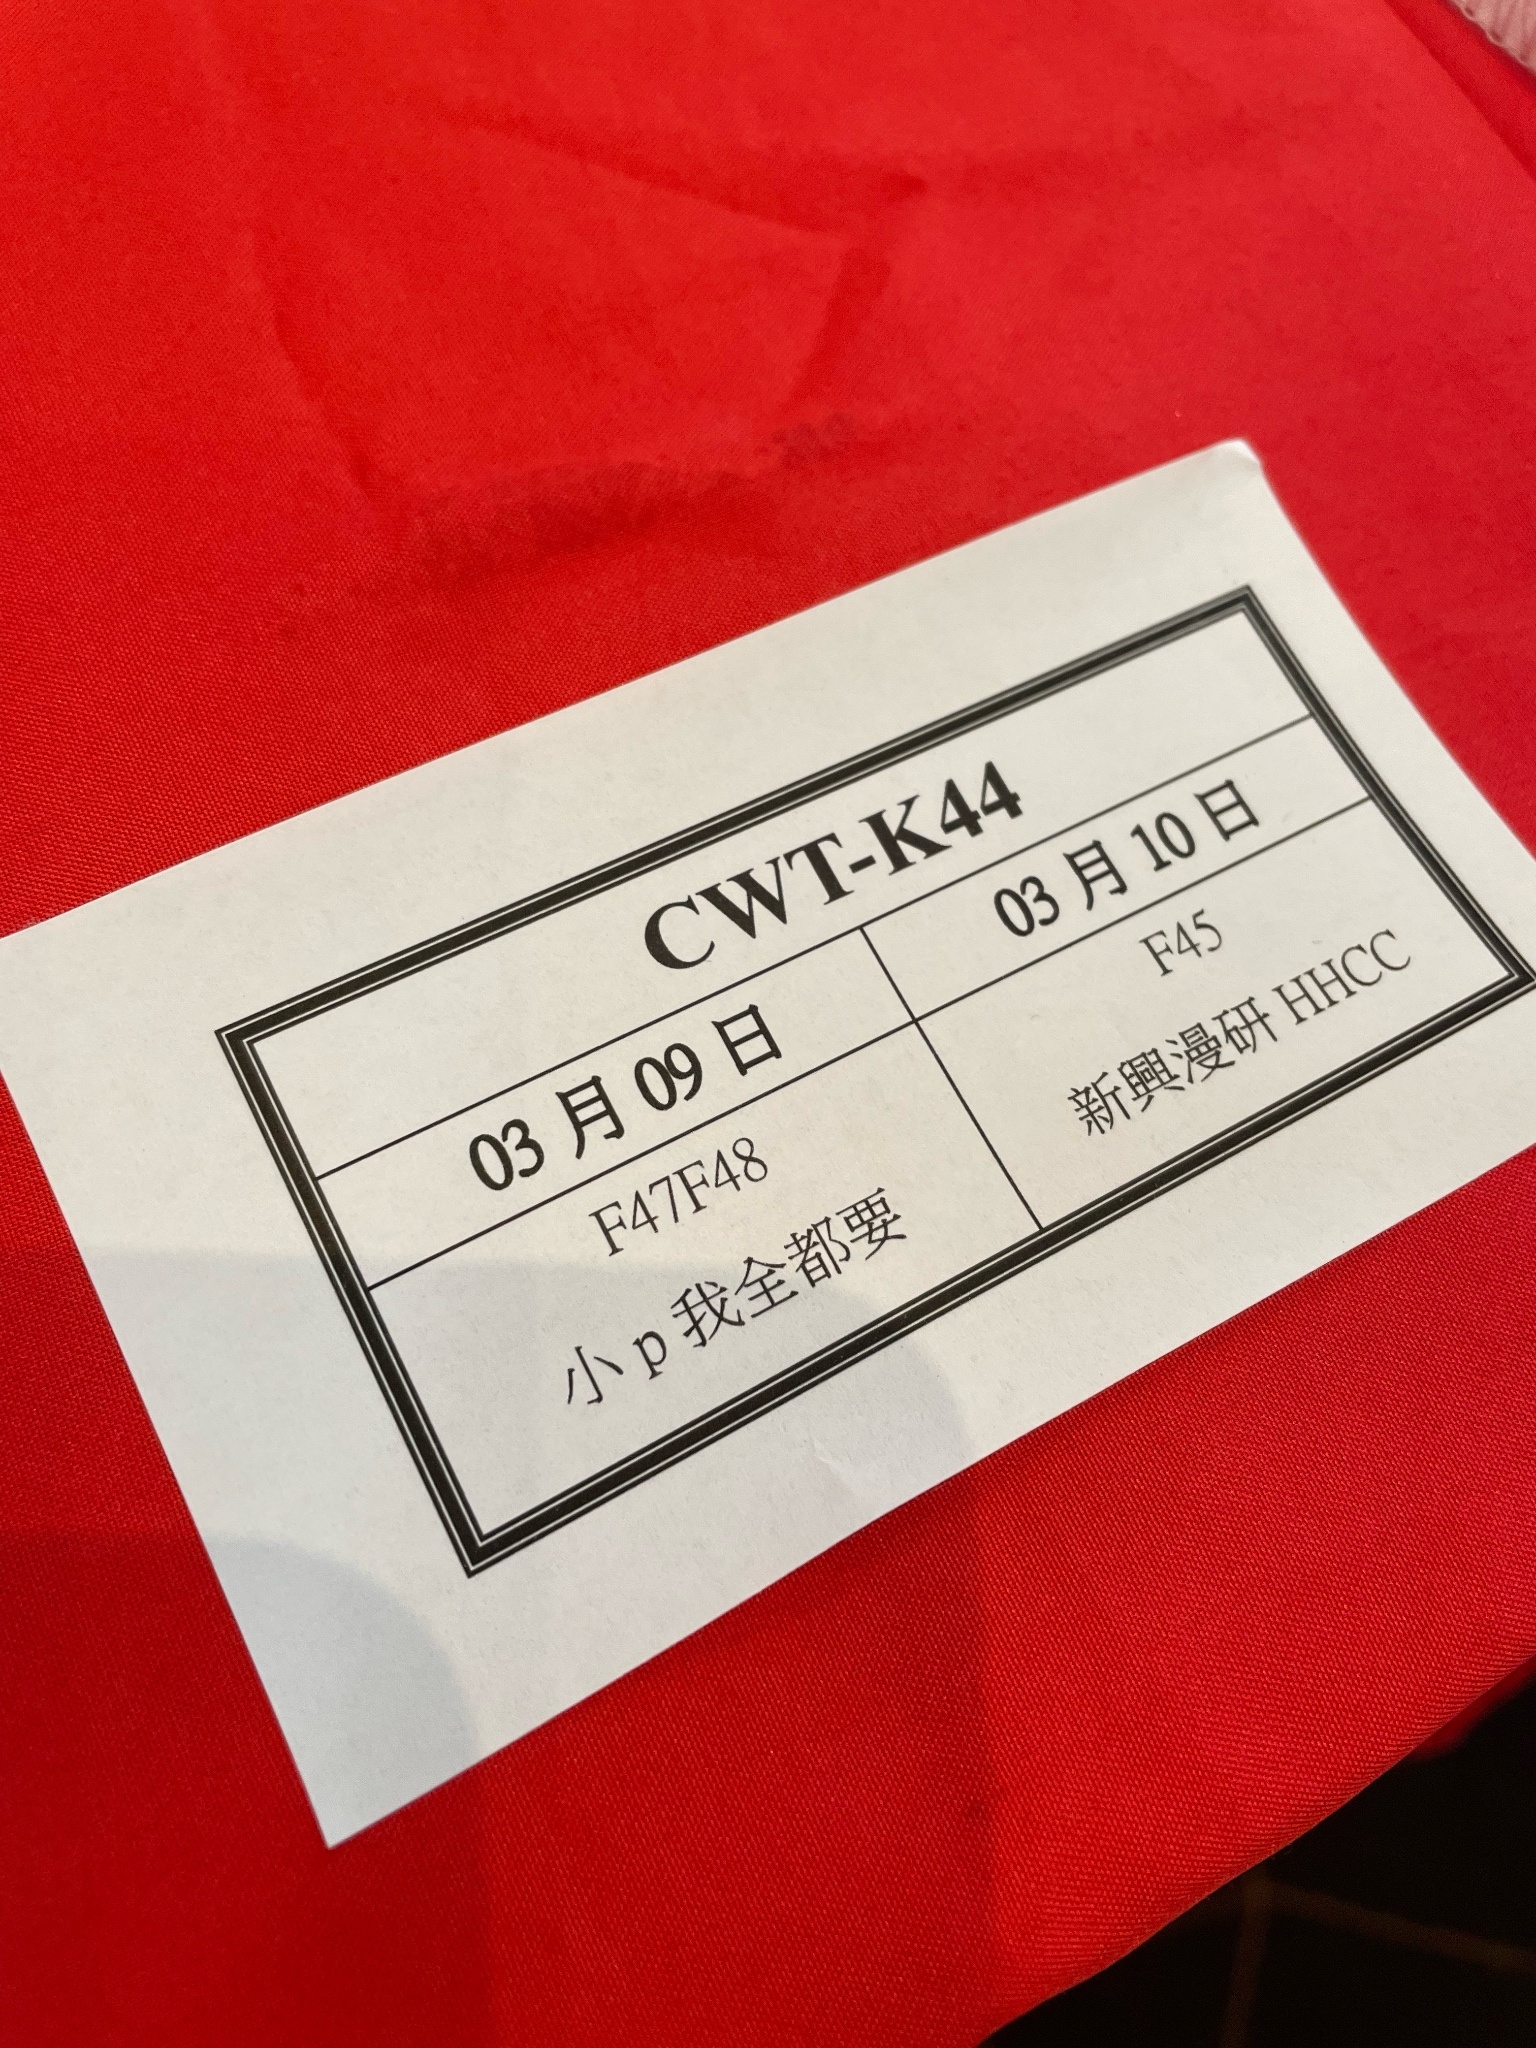 CWT-K44
03 月 09 日
03 月 10 日
F47F48
小 p 我全都要
F45
新興漫研 HHCC